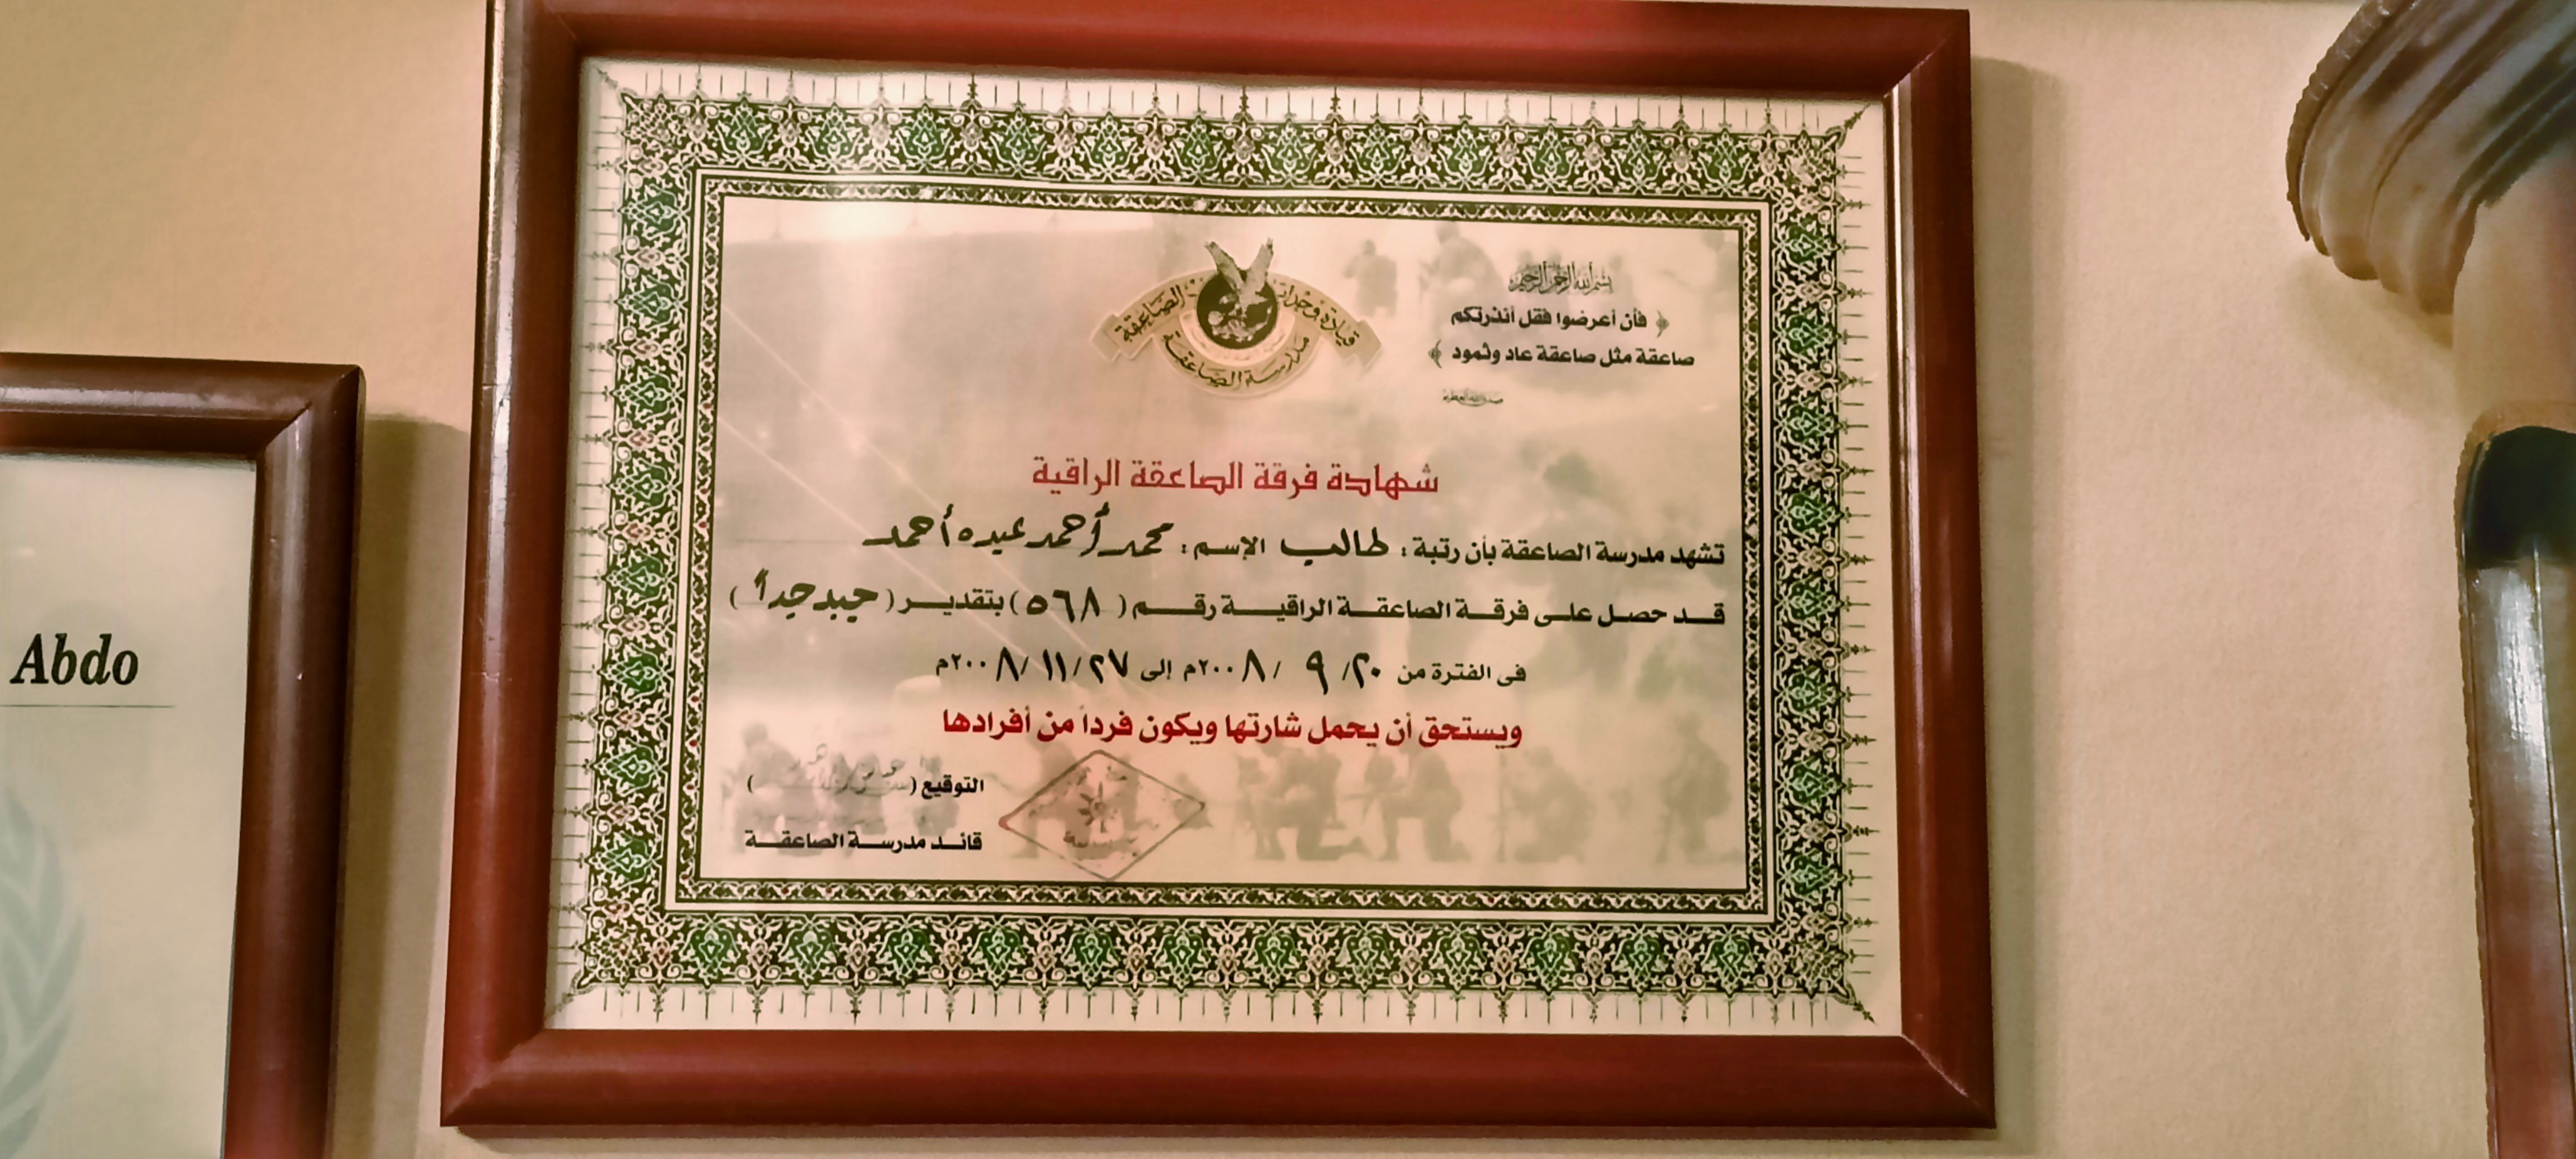 Abdo
بسم الله الرحمن الرحيم
﴿ فأن أعرضوا فقل أنذرتكم
صاعقة مثل صاعقة عاد وثمود ﴾
صدق الله العظيم
قيادة وحدات الصاعقة
مدرسة الصاعقة
شهادة فرقة الصاعقة الراقية
تشهد مدرسة الصاعقة بأن رتبة : طالب الإسم : محمد أحمد عبده أحمد
قد حصل على فرقة الصاعقة الراقية رقم ( ٥٦٨ ) بتقدير ( جيد جداً )
فى الفترة من ٢٠/ ٩ /٢٠٠٨م إلى ٢٧/ ١١/ ٢٠٠٨م
ويستحق أن يحمل شارتها ويكون فرداً من أفرادها
التوقيع ( )
قائد مدرسة الصاعقة